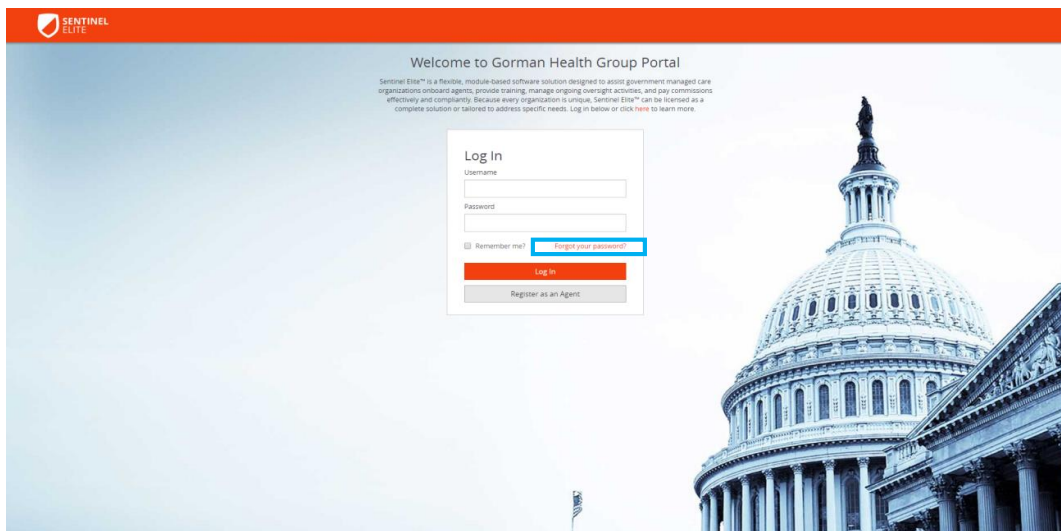 SENTINEL
ELITE
Welcome to Gorman Health Group Portal
Sentinel Elite™ is a flexible, module-based software solution designed to assist government managed care
organizations onboard agents, provide training, manage ongoing oversight activities, and pay commissions
effectively and compliantly. Because every organization is unique, Sentinel Elite™ can be licensed as a
complete solution or tailored to address specific needs. Log in below or click here to learn more.
Log In
Username
Password
Remember me? Forgot your password?
Log In
Register as an Agent